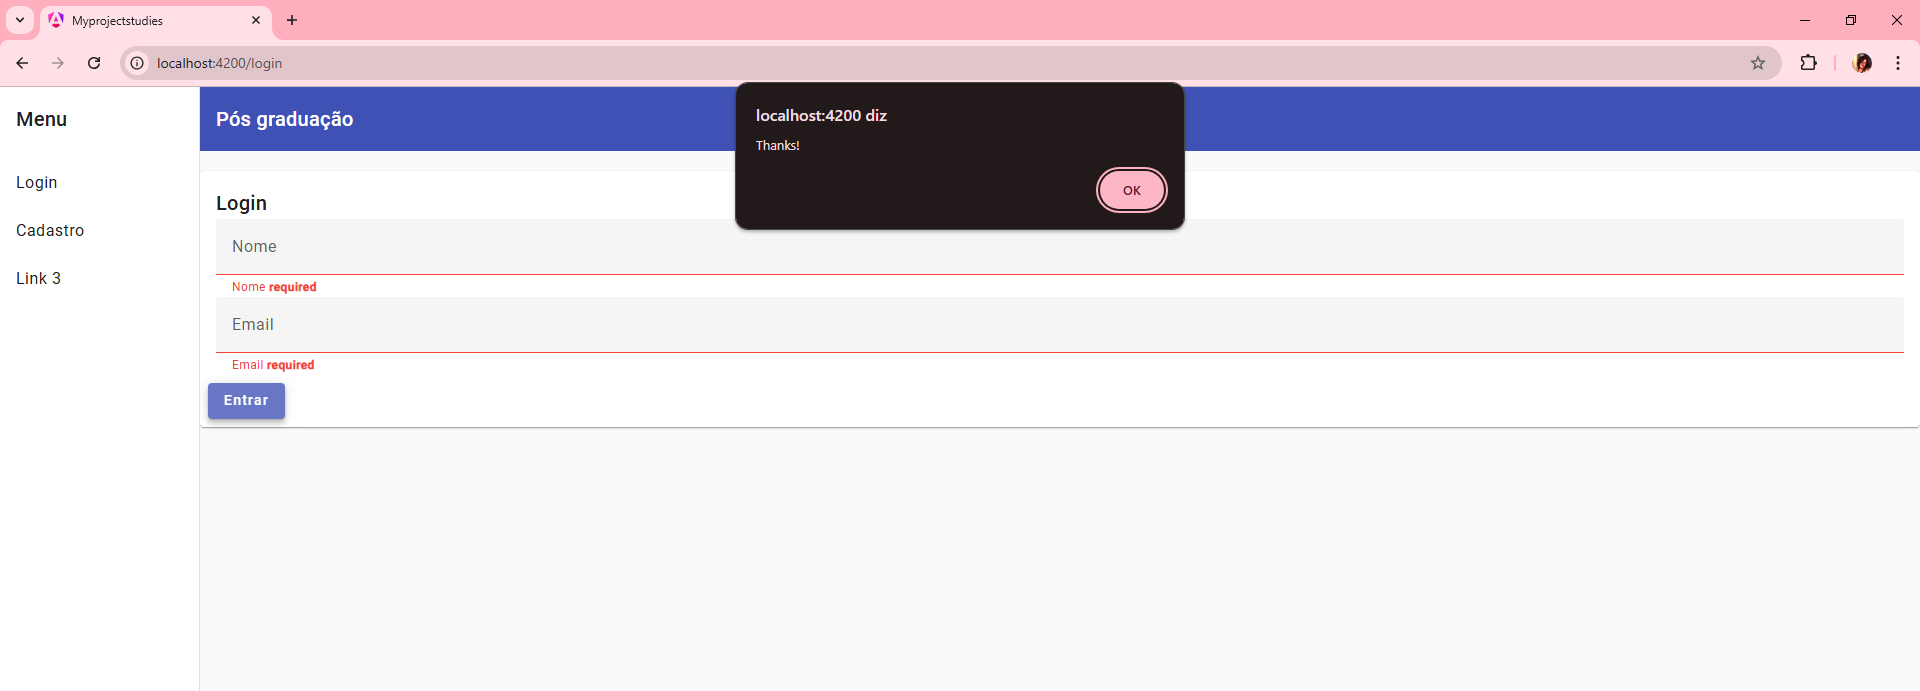 Myprojectstudies
localhost:4200/login
Menu
Login
Cadastro
Link 3
Pós graduação
localhost:4200 diz
Thanks!
OK
Login
Nome
Nome required
Email
Email required
Entrar